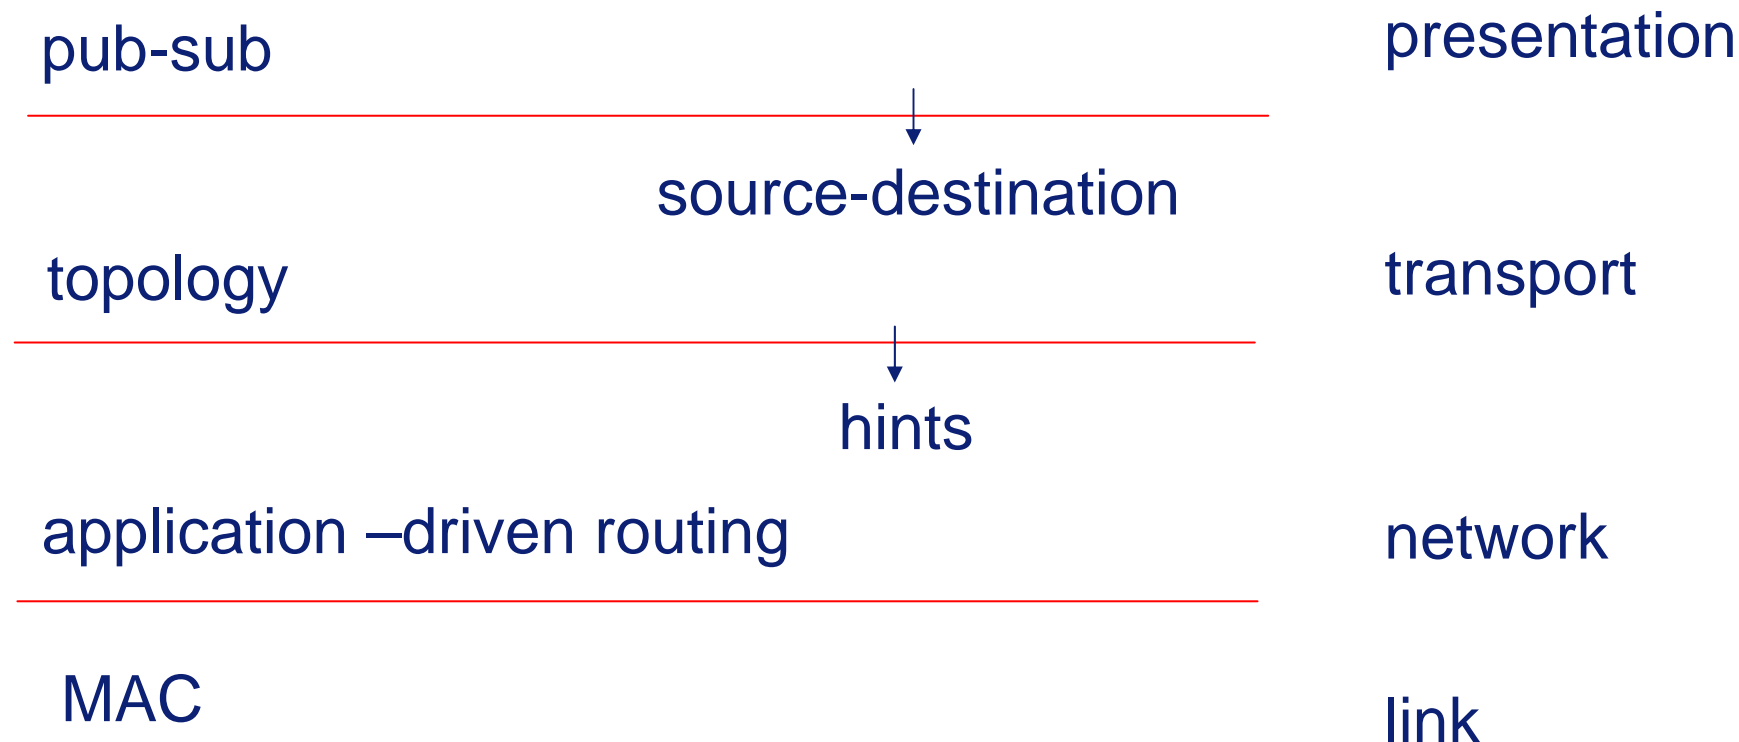 pub-sub
presentation
source-destination
topology
transport
hints
application –driven routing
network
MAC
link